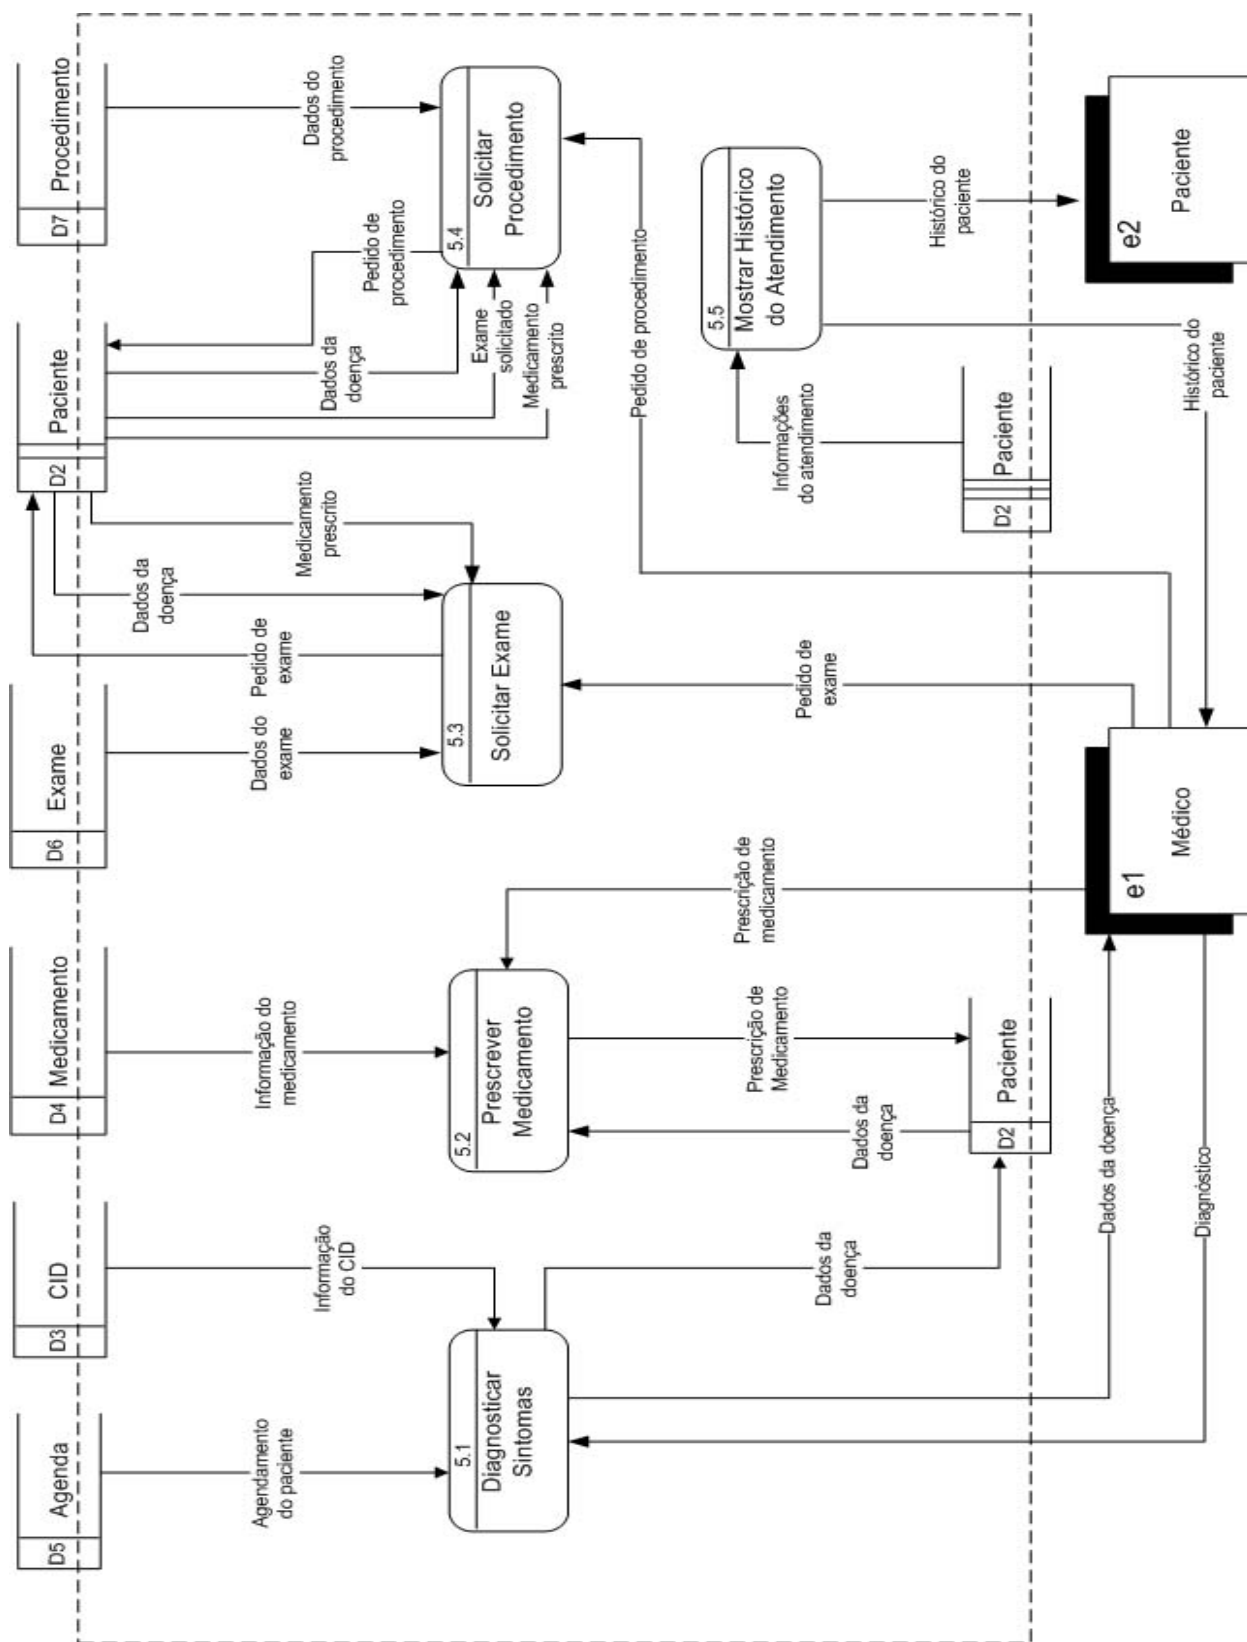 D5
Agenda
D3
CID
D4
Medicamento
D6
Exame
D2
Paciente
D7
Procedimento
Agendamento
do paciente
Informação
do CID
Informação do
medicamento
Dados do
exame
Pedido de
exame
Dados da
doença
Medicamento
prescrito
Dados da
doença
Pedido de
procedimento
Dados do
procedimento
Exame
solicitado
Medicamento
prescrito
5.1
Diagnosticar
Sintomas
5.2
Prescrever
Medicamento
5.3
Solicitar Exame
5.4
Solicitar
Procedimento
Pedido de procedimento
5.5
Mostrar Histórico
do Atendimento
Dados da
doença
Dados da
doença
Prescrição de
Medicamento
Prescrição de
medicamento
Pedido de
exame
Informações
do atendimento
Histórico do
paciente
D2
Paciente
D2
Paciente
Dados da doença
Diagnóstico
e1
Médico
Histórico do
paciente
e2
Paciente